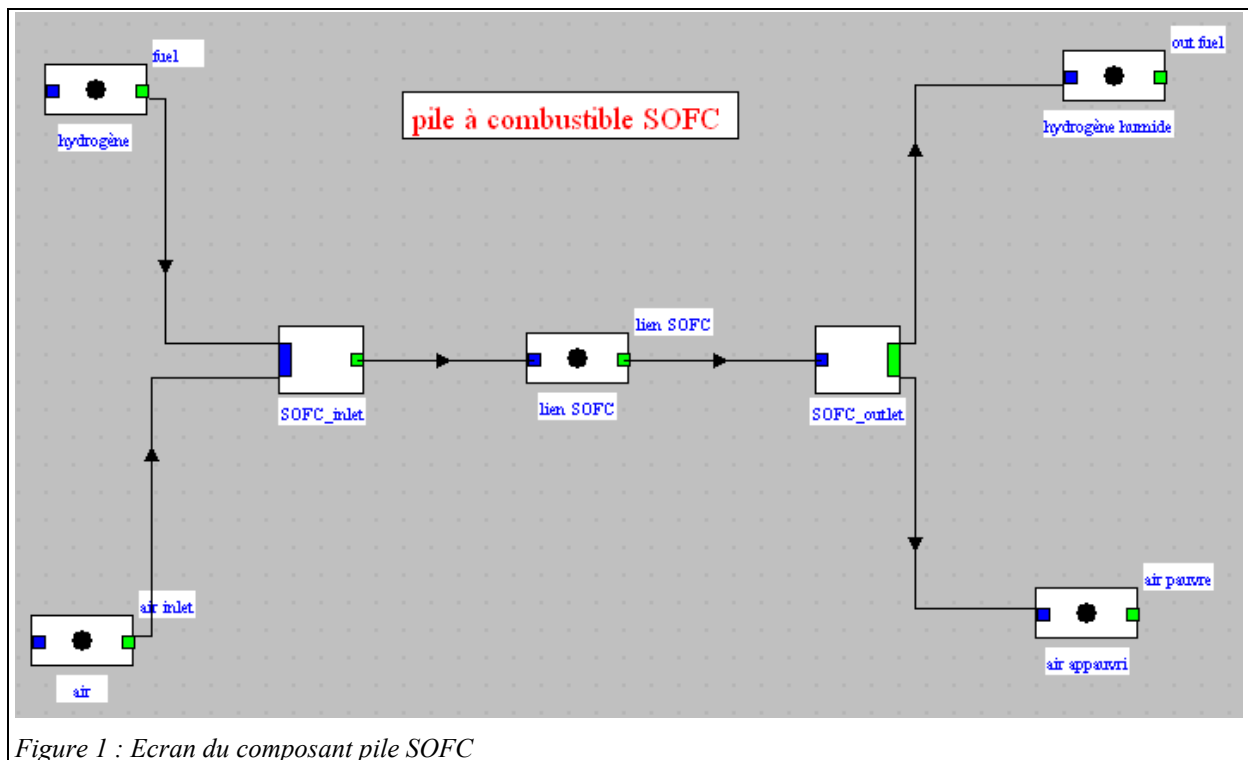 fuel
hydrogène
pile à combustible SOFC
out fuel
hydrogène humide
lien SOFC
SOFC_inlet
lien SOFC
SOFC_outlet
air inlet
air
air pauvre
air appauvri
Figure 1 : Ecran du composant pile SOFC